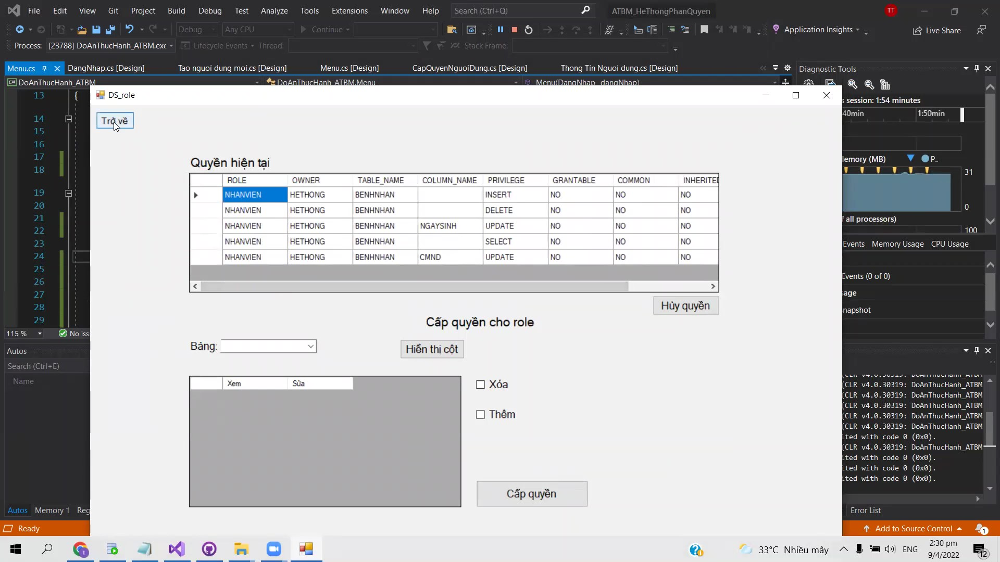 File Edit View Git Project Build Debug Test Analyze Tools Extensions Window Help Search (Ctrl+Q) ATBM_HeThongPhanQuyen TT
Debug Any CPU Continue Application Insights Live Share
Process: [23788] DoAnThucHanh_ATBM.exe Lifecycle Events Thread: Stack Frame:
Menu.cs DangNhap.cs [Design] Tao nguoi dung moi.cs [Design] Menu.cs [Design] CapQuyenNguoiDung.cs [Design] Thong Tin Nguoi dung.cs [Design] Diagnostic Tools
DoAnThucHanh_ATBM DoAnThucHanh_ATBM.Menu Menu(DangNhap dangNhap)
13 {
14
15
16
17
18
19
20
21
22
23
24
25
26
27
28
29
115 % No iss
DS_role
Trở về
Quyền hiện tại
ROLE OWNER TABLE_NAME COLUMN_NAME PRIVILEGE GRANTABLE COMMON INHERITED
NHANVIEN HETHONG BENHNHAN INSERT NO NO NO
NHANVIEN HETHONG BENHNHAN DELETE NO NO NO
NHANVIEN HETHONG BENHNHAN NGAYSINH UPDATE NO NO NO
NHANVIEN HETHONG BENHNHAN SELECT NO NO NO
NHANVIEN HETHONG BENHNHAN CMND UPDATE NO NO NO
Hủy quyền
Cấp quyền cho role
Bảng: Hiển thị cột
Xem Sửa
Xóa
Thêm
Cấp quyền
s session: 1:54 minutes
40min 1:50min
lemory (MB) P..
31
0
all processors)
100
Events Memory Usage CPU Usage
Events (0 of 0)
sage
napshot
Autos
Search (Ctrl+E)
Name
(CLR v4.0.30319: DoAnThucHanh_ATBM
(CLR v4.0.30319: DoAnThucHanh_ATBM
(CLR v4.0.30319: DoAnThucHanh_ATBM
(CLR v4.0.30319: DoAnThucHanh_ATBM
(CLR v4.0.30319: DoAnThucHanh_ATBM
(CLR v4.0.30319: DoAnThucHanh_ATBM
ited with code 0 (0x0).
(CLR v4.0.30319: DoAnThucHanh_ATBM
ited with code 0 (0x0).
ited with code 0 (0x0).
ited with code 0 (0x0).
Autos Memory 1 Reg Error List
Ready Add to Source Control 1
33°C Nhiều mây ENG 2:30 pm
9/4/2022 12